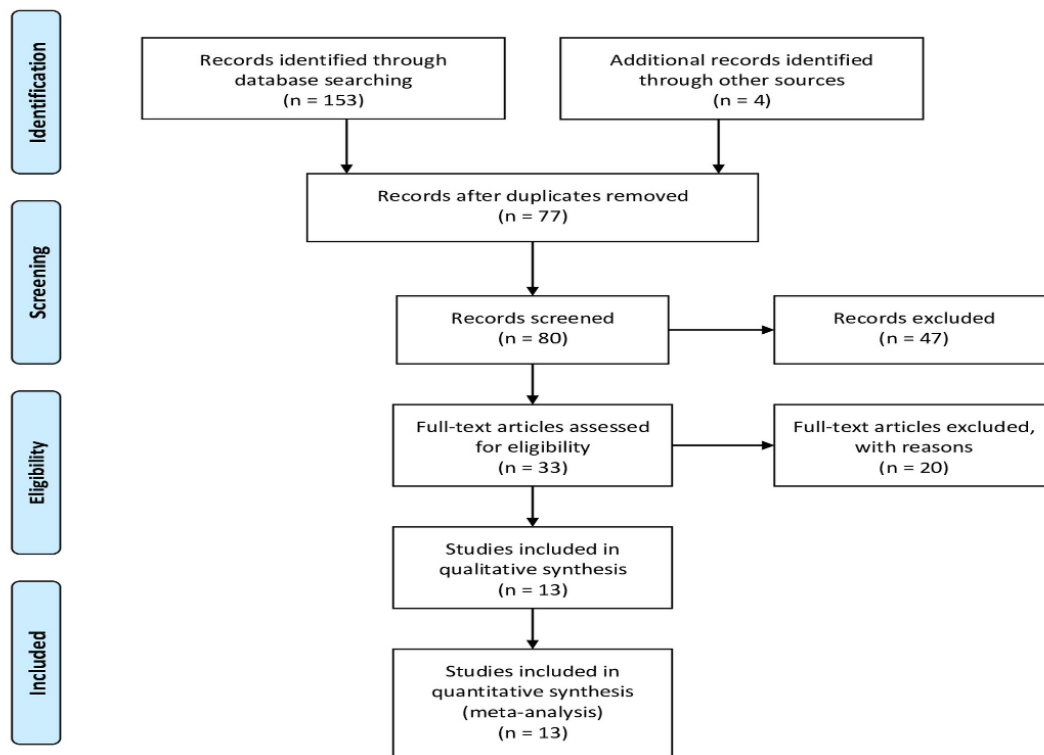 Identification
Records identified through
database searching
(n = 153)
Additional records identified
through other sources
(n = 4)
Records after duplicates removed
(n = 77)
Screening
Records screened
(n = 80)
Records excluded
(n = 47)
Eligibility
Full-text articles assessed
for eligibility
(n = 33)
Full-text articles excluded,
with reasons
(n = 20)
Studies included in
qualitative synthesis
(n = 13)
Included
Studies included in
quantitative synthesis
(meta-analysis)
(n = 13)